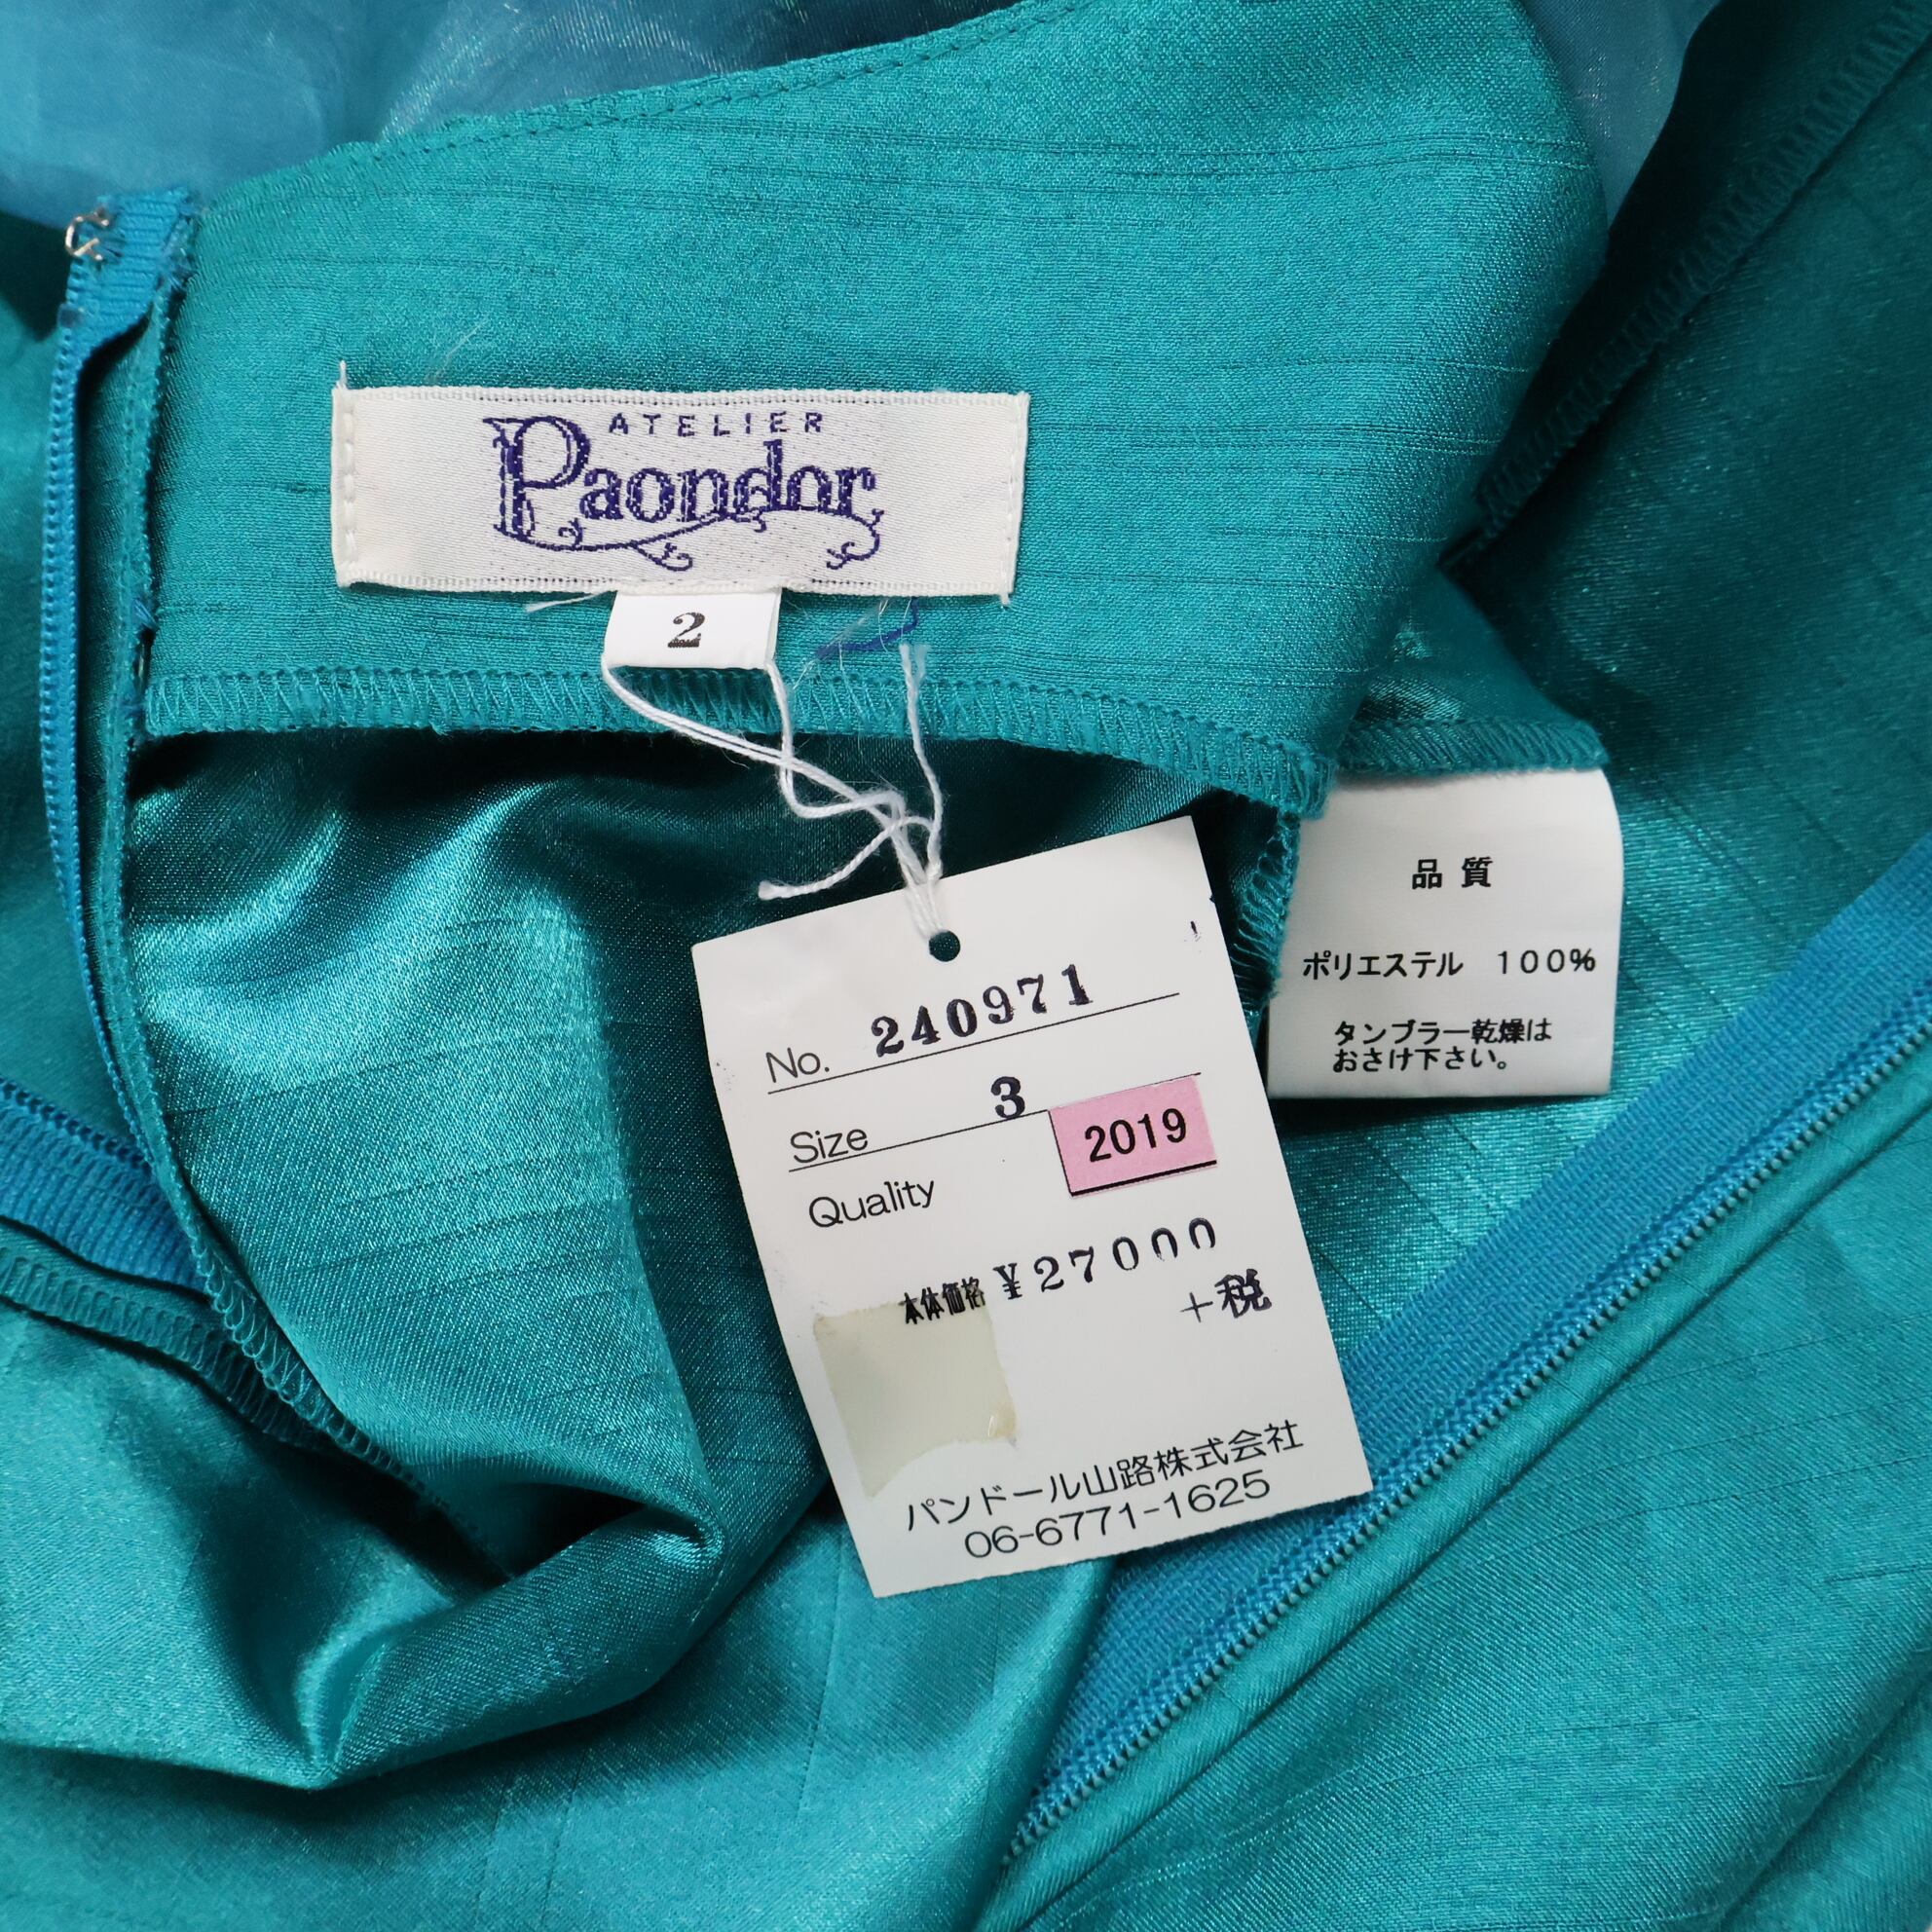 ATELIER
Paondor
2
No. 240971
Size 3
2019
Quality
本体価格 ¥27000
+税
パンドール山路株式会社
06-6771-1625
品質
ポリエステル 100%
タンブラー乾燥は
おさけ下さい。